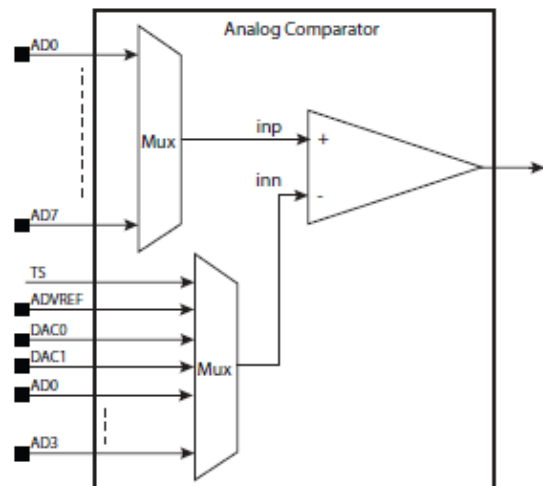 Analog Comparator
AD0
Mux
inp
+
inn
-
AD7
TS
ADVREF
DAC0
DAC1
Mux
AD0
AD3